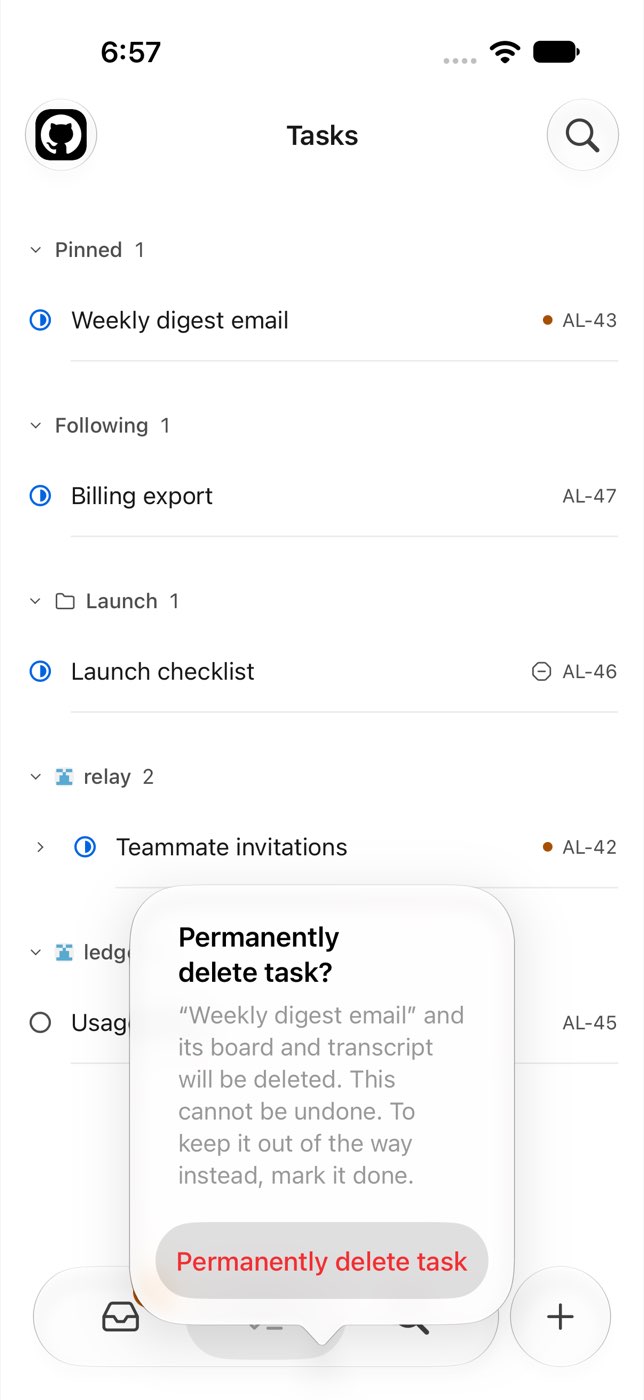 6:57
Tasks
Pinned 1
Weekly digest email AL-43
Following 1
Billing export AL-47
Launch 1
Launch checklist AL-46
relay 2
Teammate invitations AL-42
AL-45
Permanently
delete task?
“Weekly digest email” and
its board and transcript
will be deleted. This
cannot be undone. To
keep it out of the way
instead, mark it done.
Permanently delete task